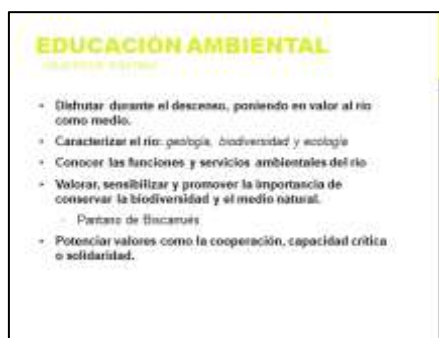 EDUCACIÓN AMBIENTAL
• Disfrutar durante el descenso, poniendo en valor al río
como medio.
• Caracterizar el río: geología, biodiversidad y ecología
• Conocer las funciones y servicios ambientales del río
• Valorar, sensibilizar y promover la importancia de
conservar la biodiversidad y el medio natural.
- Pantano de Biscarrués
• Potenciar valores como la cooperación, capacidad crítica
o solidaridad.